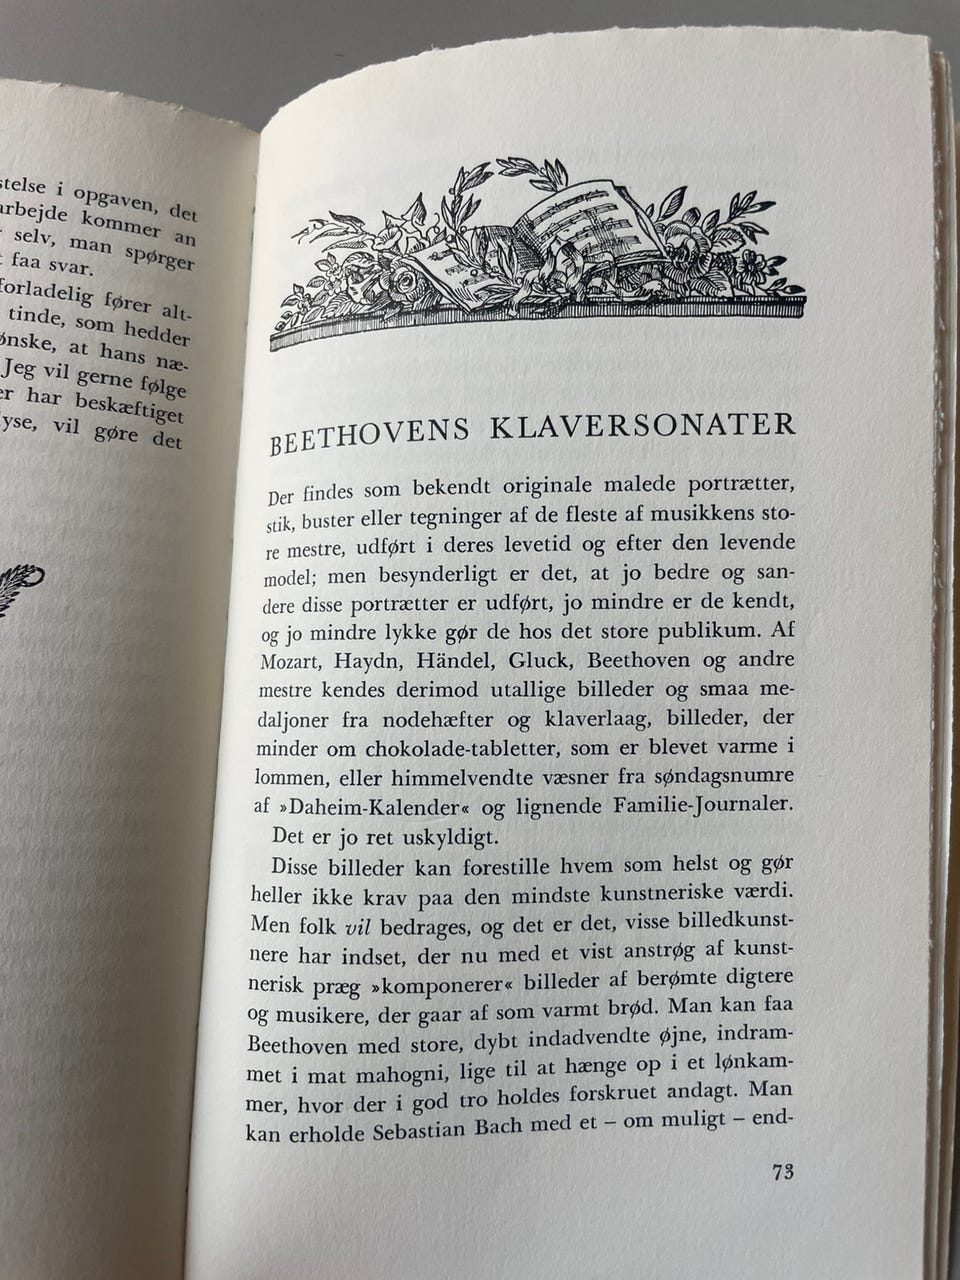 stelse i opgaven, det
arbejde kommer an
selv, man spørger
faa svar.
forladelig fører alt-
tinde, som hedder
ønske, at hans næ-
Jeg vil gerne følge
er har beskæftiget
lyse, vil gøre det
BEETHOVENS KLAVERSONATER
Der findes som bekendt originale malede portrætter,
stik, buster eller tegninger af de fleste af musikkens sto-
re mestre, udført i deres levetid og efter den levende
model; men besynderligt er det, at jo bedre og san-
dere disse portrætter er udført, jo mindre er de kendt,
og jo mindre lykke gør de hos det store publikum. Af
Mozart, Haydn, Händel, Gluck, Beethoven og andre
mestre kendes derimod utallige billeder og smaa me-
daljoner fra nodehæfter og klaverlaag, billeder, der
minder om chokolade-tabletter, som er blevet varme i
lommen, eller himmelvendte væsner fra søndagsnumre
af »Daheim-Kalender« og lignende Familie-Journaler.
Det er jo ret uskyldigt.
Disse billeder kan forestille hvem som helst og gør
heller ikke krav paa den mindste kunstneriske værdi.
Men folk vil bedrages, og det er det, visse billedkunst-
nere har indset, der nu med et vist anstrøg af kunst-
nerisk præg »komponerer« billeder af berømte digtere
og musikere, der gaar af som varmt brød. Man kan faa
Beethoven med store, dybt indadvendte øjne, indram-
met i mat mahogni, lige til at hænge op i et lønkam-
mer, hvor der i god tro holdes forskruet andagt. Man
kan erholde Sebastian Bach med et – om muligt – end-
73